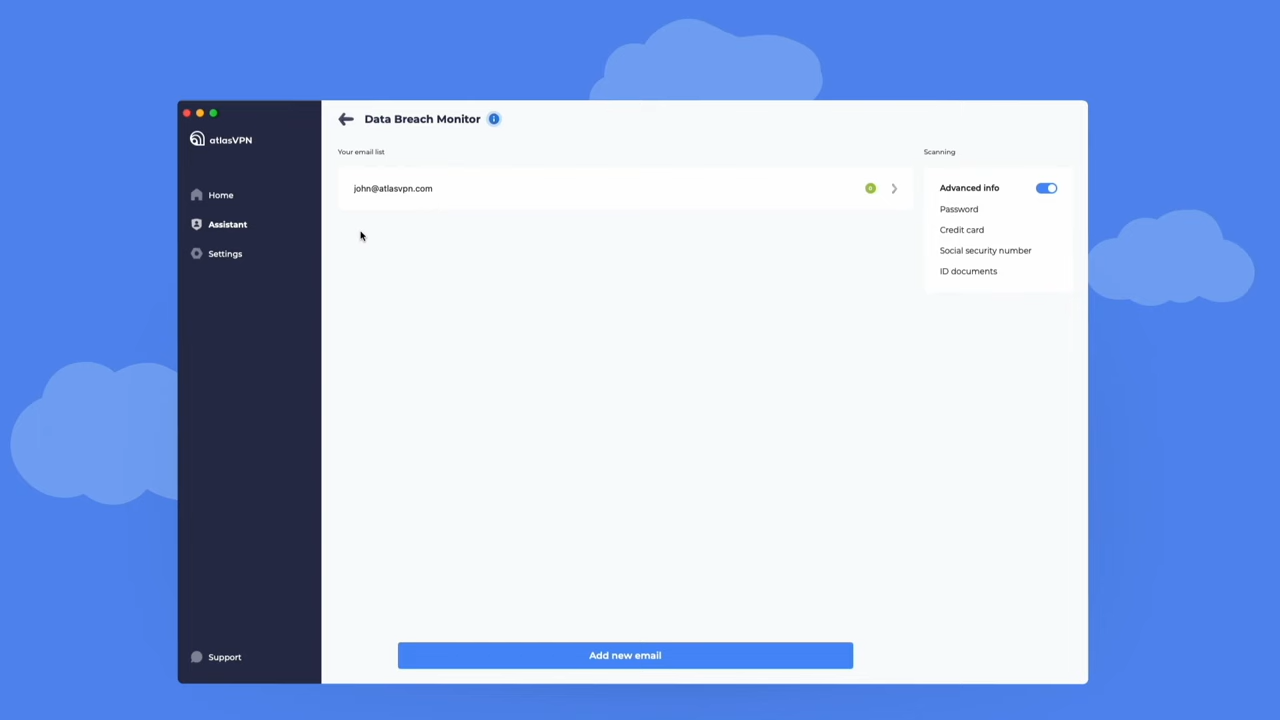 atlasVPN
Home
Assistant
Settings
Support
Data Breach Monitor
Your email list
john@atlasvpn.com
Scanning
Advanced info
Password
Credit card
Social security number
ID documents
Add new email